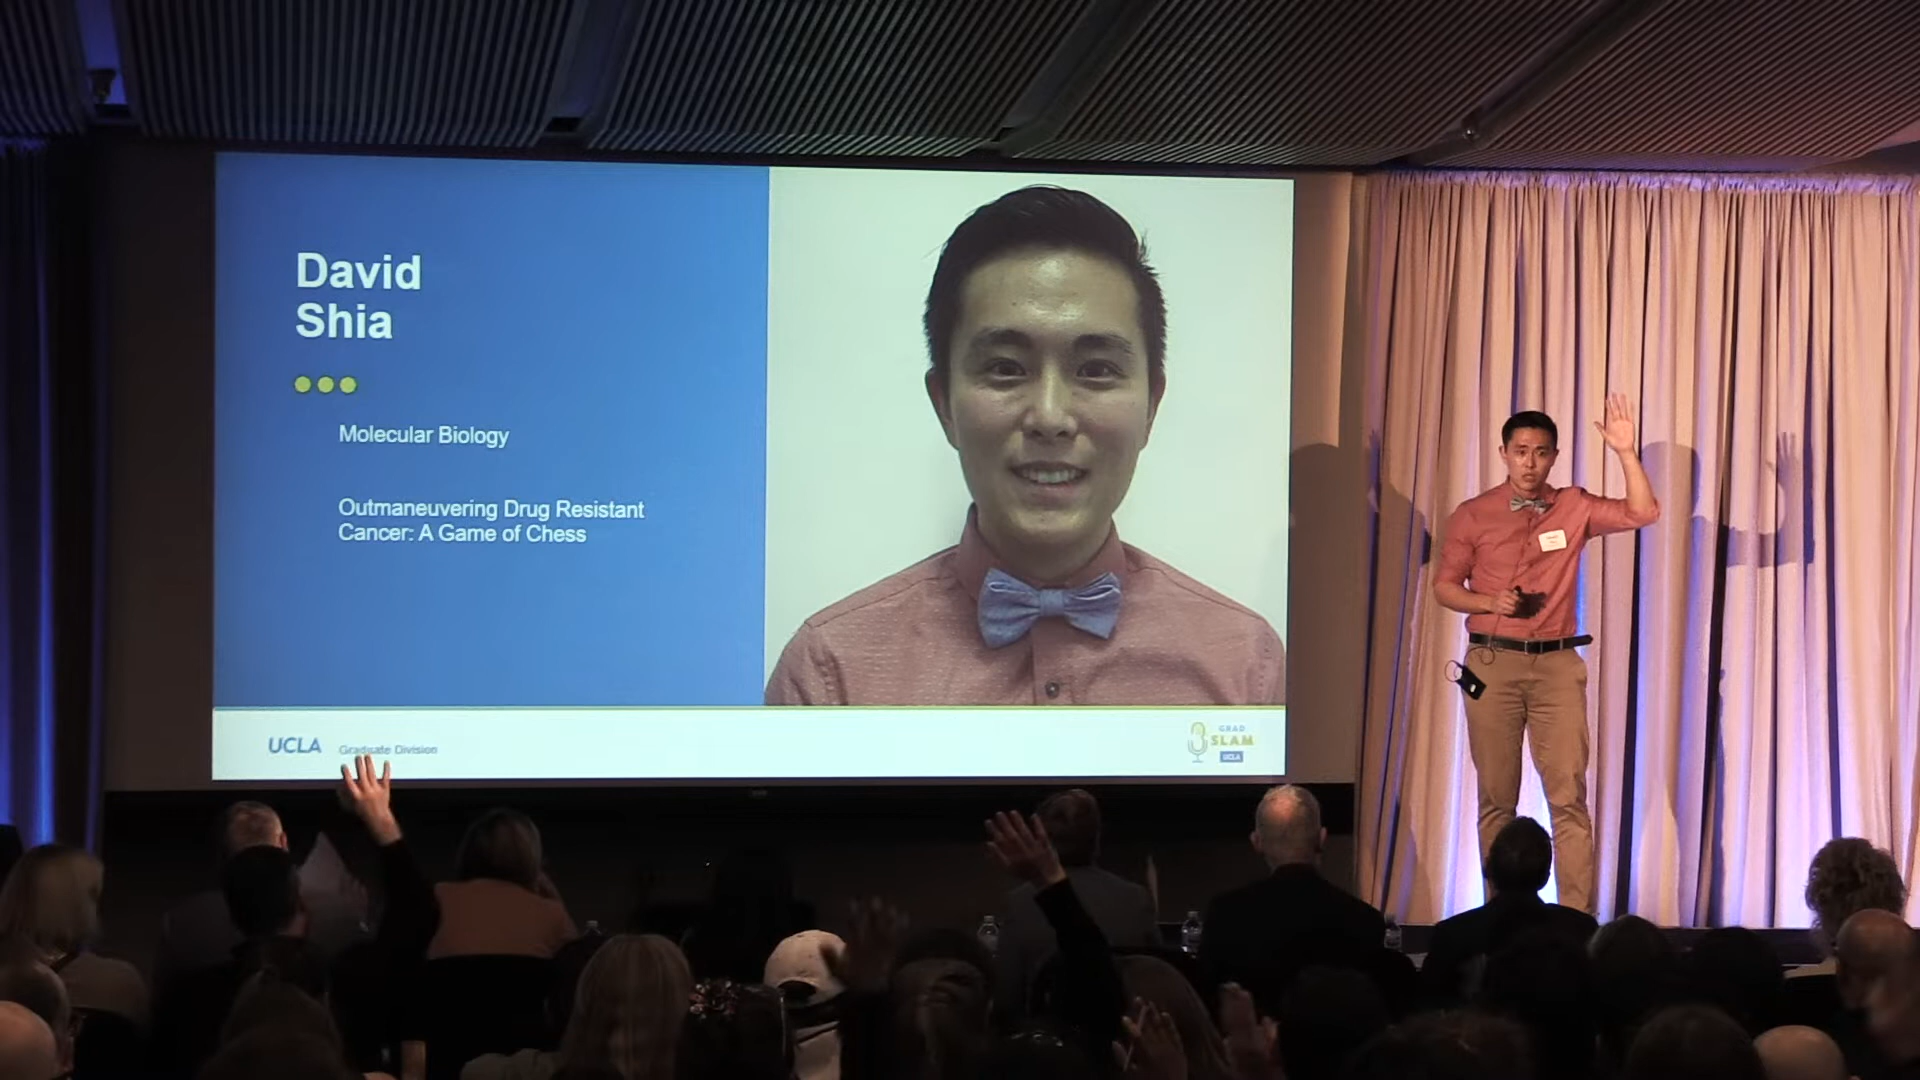 David
Shia
Molecular Biology
Outmaneuvering Drug Resistant
Cancer: A Game of Chess
UCLA Graduate Division
GRAD
SLAM
UCLA